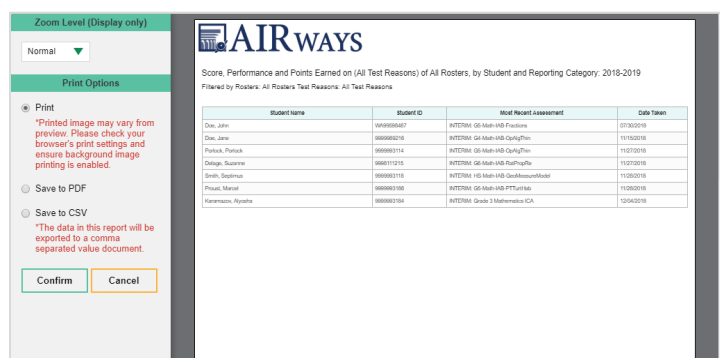 Zoom Level (Display only)
Normal
Print Options
Print
*Printed image may vary from
preview. Please check your
browser's print settings and
ensure background image
printing is enabled.
Save to PDF
Save to CSV
*The data in this report will be
exported to a comma
separated value document.
Confirm Cancel
AIRWAYS
Score, Performance and Points Earned on (All Test Reasons) of All Rosters, by Student and Reporting Category: 2018-2019
Filtered by Rosters: All Rosters Test Reasons: All Test Reasons
Student Name Student ID Most Recent Assessment Date Taken
Doe, John INTERIM: G5-Math-IAB-Fractions 07/30/2018
Doe, Jane 9999999218 INTERIM: G4-Math-IAB-OpAlgThin 11/15/2018
Porlock, Porlock 9999993114 INTERIM: G6-Math-IAB-OpAlgThin 11/27/2018
Delage, Suzanne INTERIM: G6-Math-IAB-RatPropRe 11/27/2018
Smith, Septimus 9999993118 INTERIM: HS-Math-IAB-GeoMeasureModel 11/28/2018
Proust, Marcel 9999993186 INTERIM: G6-Math-IAB-PTTurtHab 11/28/2018
Karamazov, Alyosha 9999993184 INTERIM: Grade 3 Mathematics ICA 12/04/2018